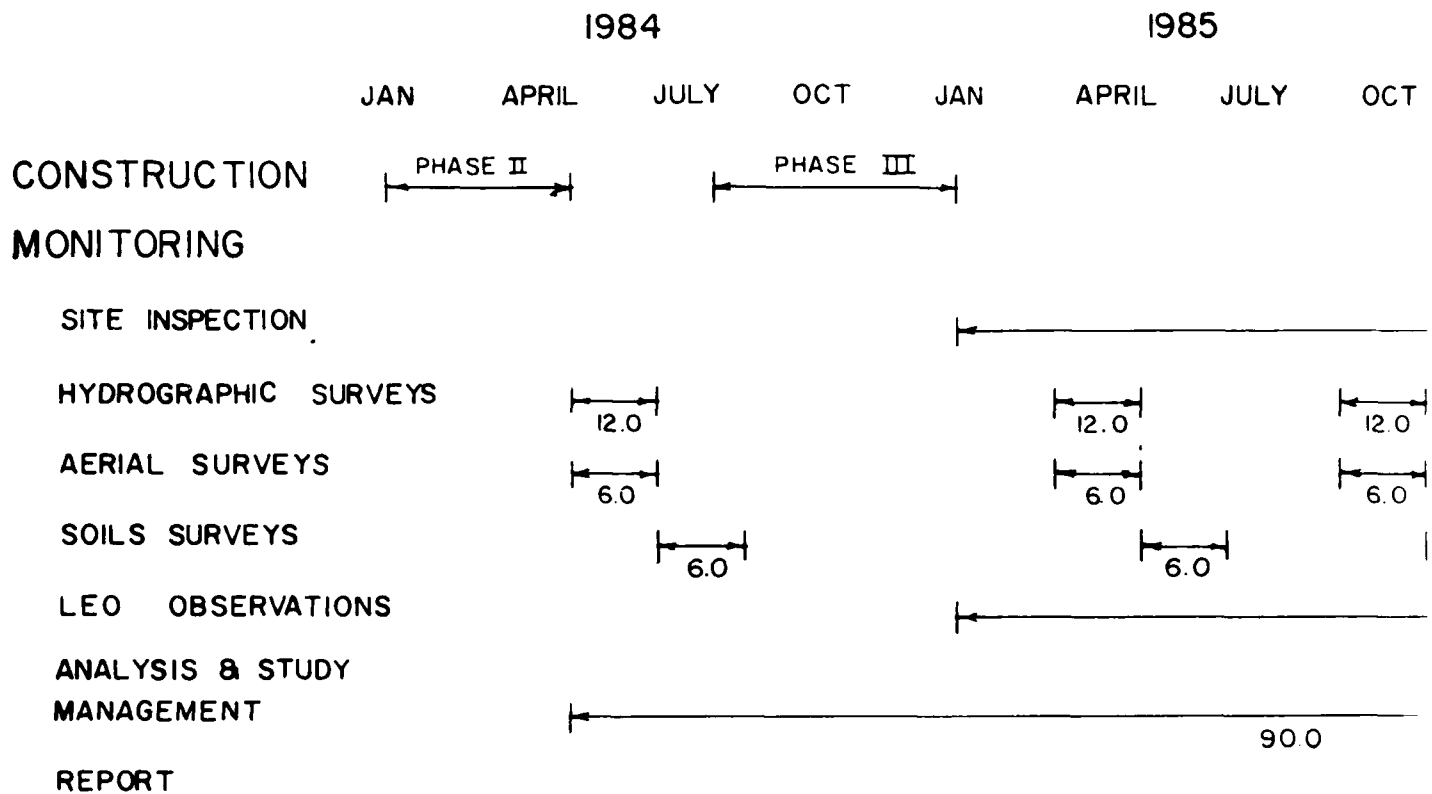 1984 1985
JAN APRIL JULY OCT JAN APRIL JULY OCT
CONSTRUCTION PHASE II PHASE III
MONITORING
SITE INSPECTION
HYDROGRAPHIC SURVEYS
12.0 12.0 12.0
AERIAL SURVEYS
6.0 6.0 6.0
SOILS SURVEYS
6.0 6.0
LEO OBSERVATIONS
ANALYSIS & STUDY
MANAGEMENT
90.0
REPORT